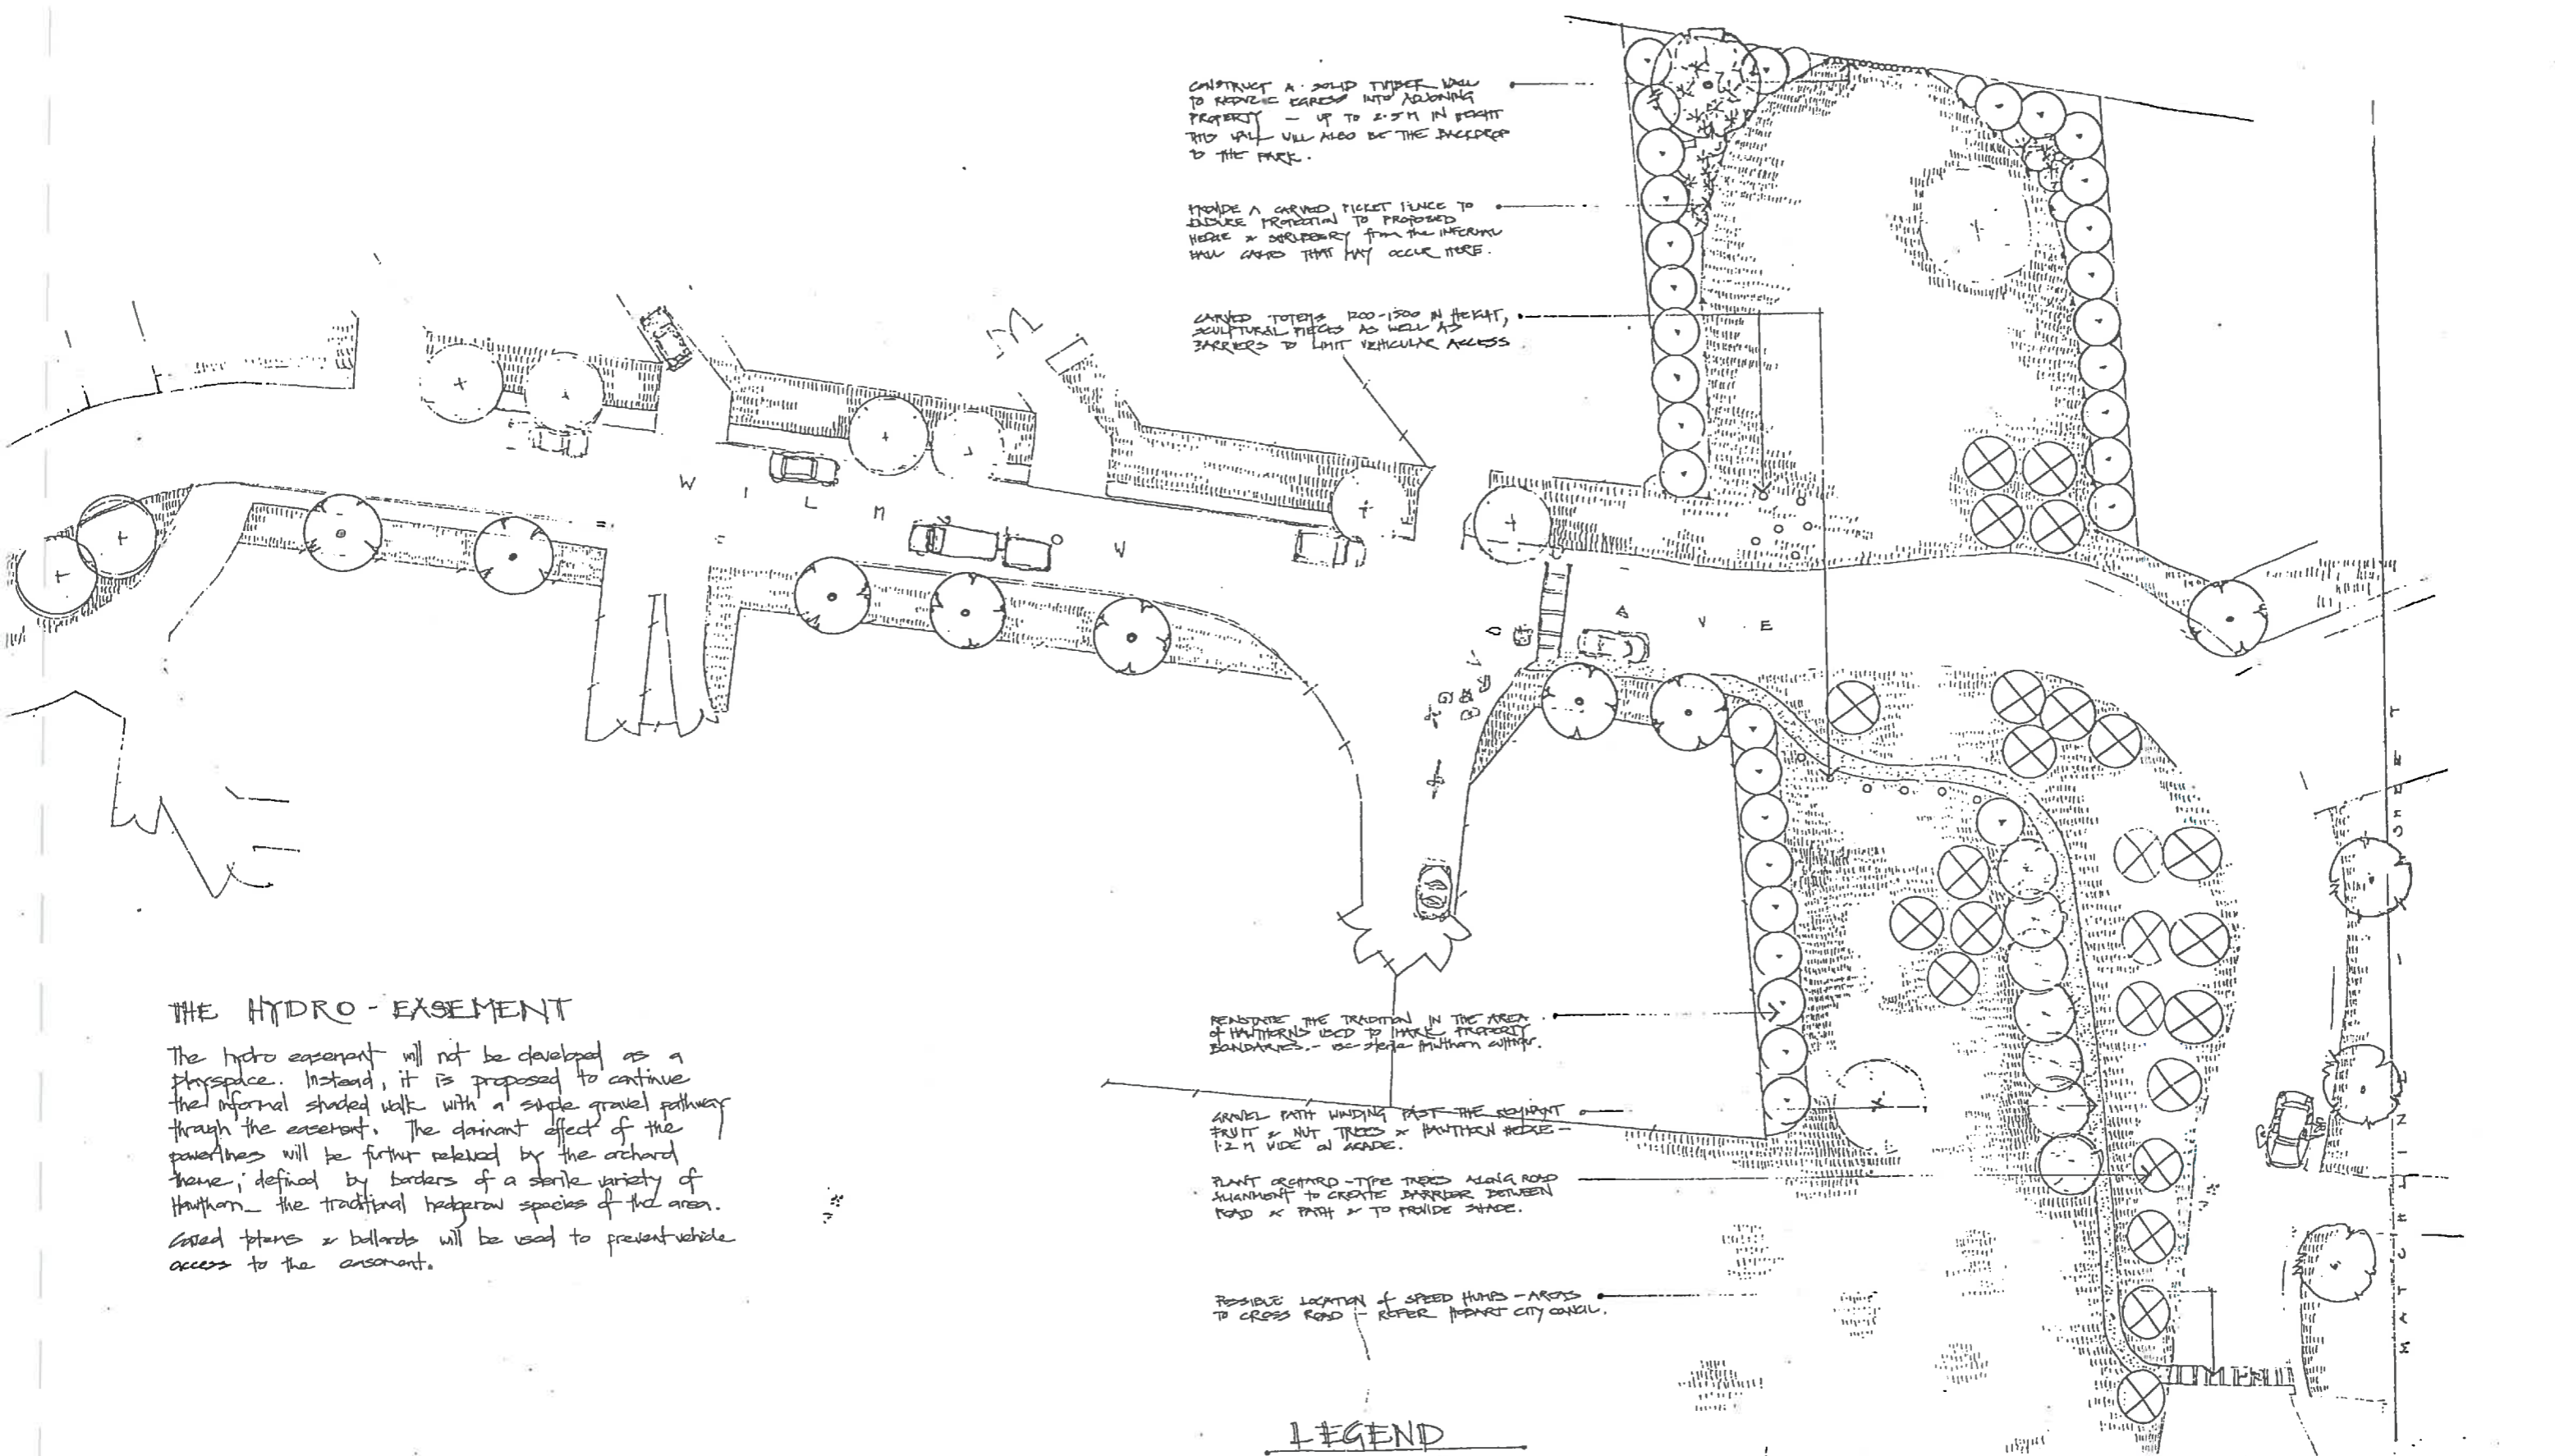 CONSTRUCT A SOLID TIMBER WALL
TO REDUCE EGRESS INTO ADJOINING
PROPERTY — UP TO 2.5M IN HEIGHT
THIS WALL WILL ALSO BE THE BACKDROP
TO THE PARK.
PROVIDE A CARVED PICKET FENCE TO
ENSURE PROTECTION TO PROPOSED
HEDGE & SHRUBBERY from the INFORMAL
BALL GAMES THAT MAY OCCUR HERE.
CARVED TOTEMS 1200-1500 IN HEIGHT,
SCULPTURAL PIECES AS WELL AS
BARRIERS TO LIMIT VEHICULAR ACCESS
W I L M W
A V E
THE HYDRO - EASEMENT
The hydro easement will not be developed as a
playspace. Instead, it is proposed to continue
the informal shaded walk with a simple gravel pathway
through the easement. The dominant effect of the
powerlines will be further relieved by the orchard
theme; defined by borders of a sterile variety of
Hawthorn – the traditional hedgerow species of the area.
Carved totems & bollards will be used to prevent vehicle
access to the easement.
REINSTATE THE TRADITION IN THE AREA
of HAWTHORNS USED TO MARK PROPERTY
BONDARIES. – use sterile Hawthorn cuttings.
GRAVEL PATH WINDING PAST THE REMNANT
FRUIT & NUT TREES & HAWTHORN HEDGE –
1.2 M WIDE ON GRADE.
PLANT ORCHARD-TYPE TREES ALONG ROAD
ALIGNMENT TO CREATE BARRIER BETWEEN
ROAD & PATH & TO PROVIDE SHADE.
POSSIBLE LOCATION of SPEED HUMPS – AREAS
TO CROSS ROAD – REFER HOBART CITY COUNCIL.
MATCHLINE – SHEET
LEGEND